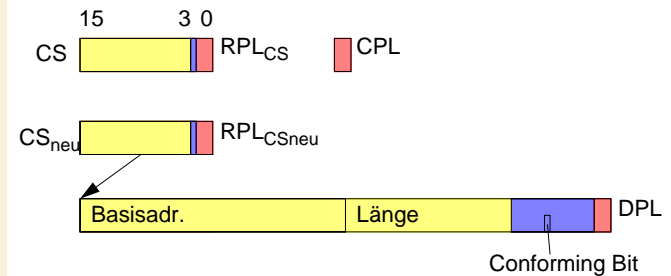 15 3 0
CS RPL_CS CPL
CS_neu RPL_CSneu
Basisadr. Länge DPL
Conforming Bit